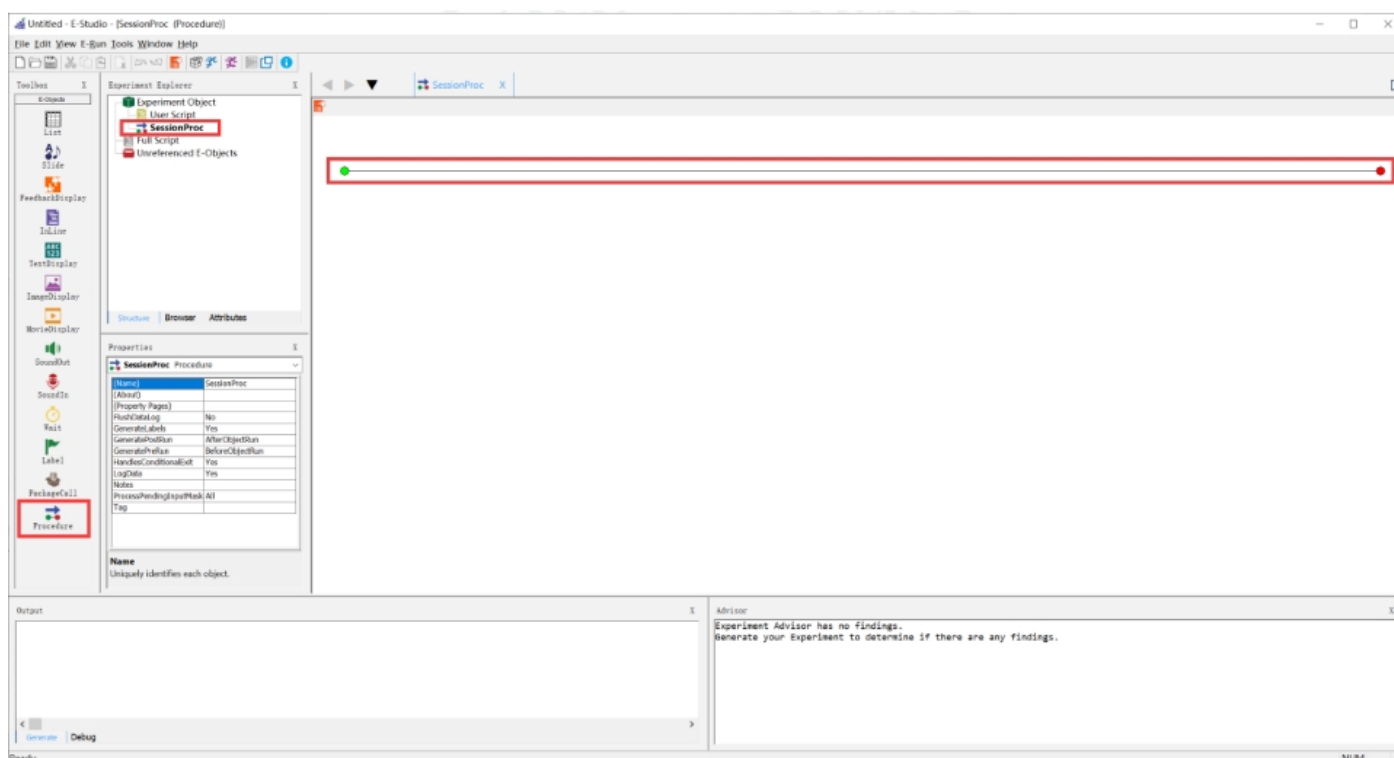 Untitled - E-Studio - [SessionProc (Procedure)]
File Edit View E-Run Tools Window Help
Toolbox X
E-Objects
List
Slide
FeedbackDisplay
InLine
ABC
123
TextDisplay
ImageDisplay
MovieDisplay
SoundOut
SoundIn
Wait
Label
PackageCall
Procedure
Experiment Explorer X
Experiment Object
User Script
SessionProc
Full Script
Unreferenced E-Objects
Structure Browser Attributes
Properties X
SessionProc Procedure
(Name) SessionProc
(About)
(Property Pages)
FlushDataLog No
GenerateLabels Yes
GeneratePostRun AfterObjectRun
GeneratePreRun BeforeObjectRun
HandlesConditionalExit Yes
LogData Yes
Notes
ProcessPendingInputMask All
Tag
Name
Uniquely identifies each object.
SessionProc X
Output X
Generate Debug
Advisor X
Experiment Advisor has no findings.
Generate your Experiment to determine if there are any findings.
Ready
NUM